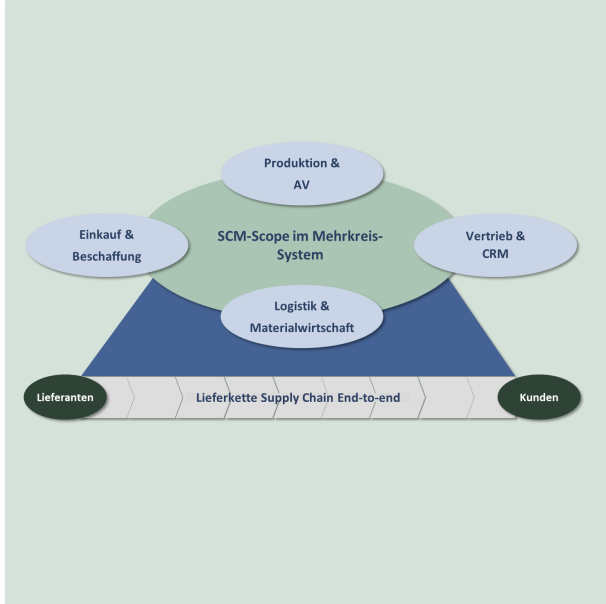 Produktion &
AV
Einkauf &
Beschaffung
SCM-Scope im Mehrkreis-
System
Vertrieb &
CRM
Logistik &
Materialwirtschaft
Lieferanten
Lieferkette Supply Chain End-to-end
Kunden